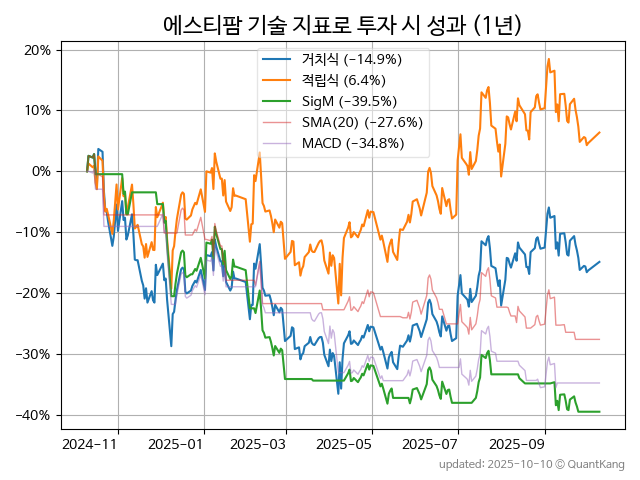 에스티팜 기술 지표로 투자 시 성과 (1년)
거치식 (−14.9%)
적립식 (6.4%)
SigM (−39.5%)
SMA(20) (−27.6%)
MACD (−34.8%)
20%
10%
0%
−10%
−20%
−30%
−40%
2024−11
2025−01
2025−03
2025−05
2025−07
2025−09
updated: 2025-10-10 © QuantKang